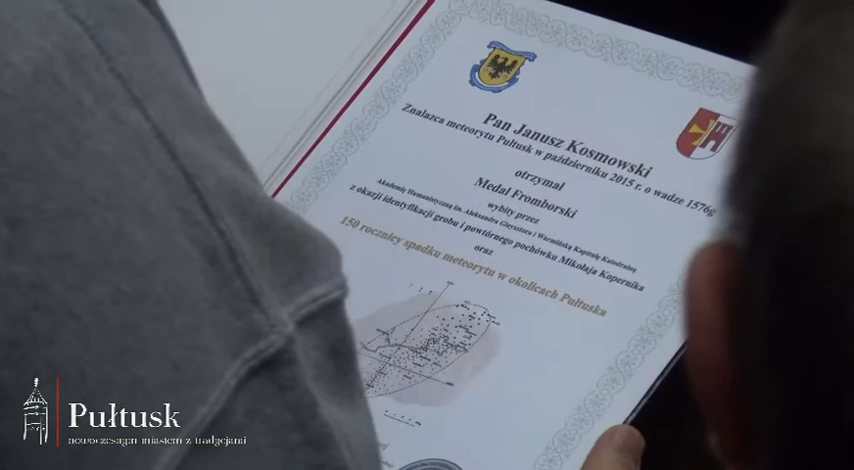 Pan Janusz Kosmowski
Znalazca meteorytu Pułtusk w październiku 2015 r. o wadze 1576g
otrzymał
Medal Fromborski
wybity przez
Akademię Humanistyczną im. Aleksandra Gieysztora i Warmińską Kapitułę Katedralną
z okazji identyfikacji grobu i powtórnego pochówku Mikołaja Kopernika
oraz
150 rocznicy spadku meteorytu w okolicach Pułtuska
Pułtusk
nowoczesnym miastem z tradycjami